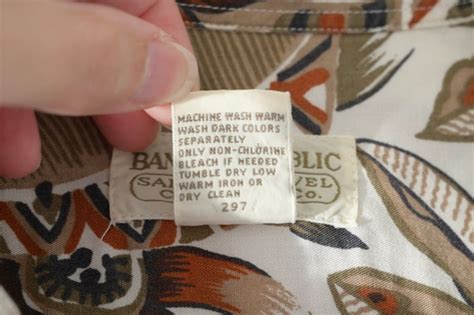 MACHINE WASH WARM
WASH DARK COLORS
SEPARATELY
ONLY NON-CHLORINE
BLEACH IF NEEDED
TUMBLE DRY LOW
WARM IRON OR
DRY CLEAN
297